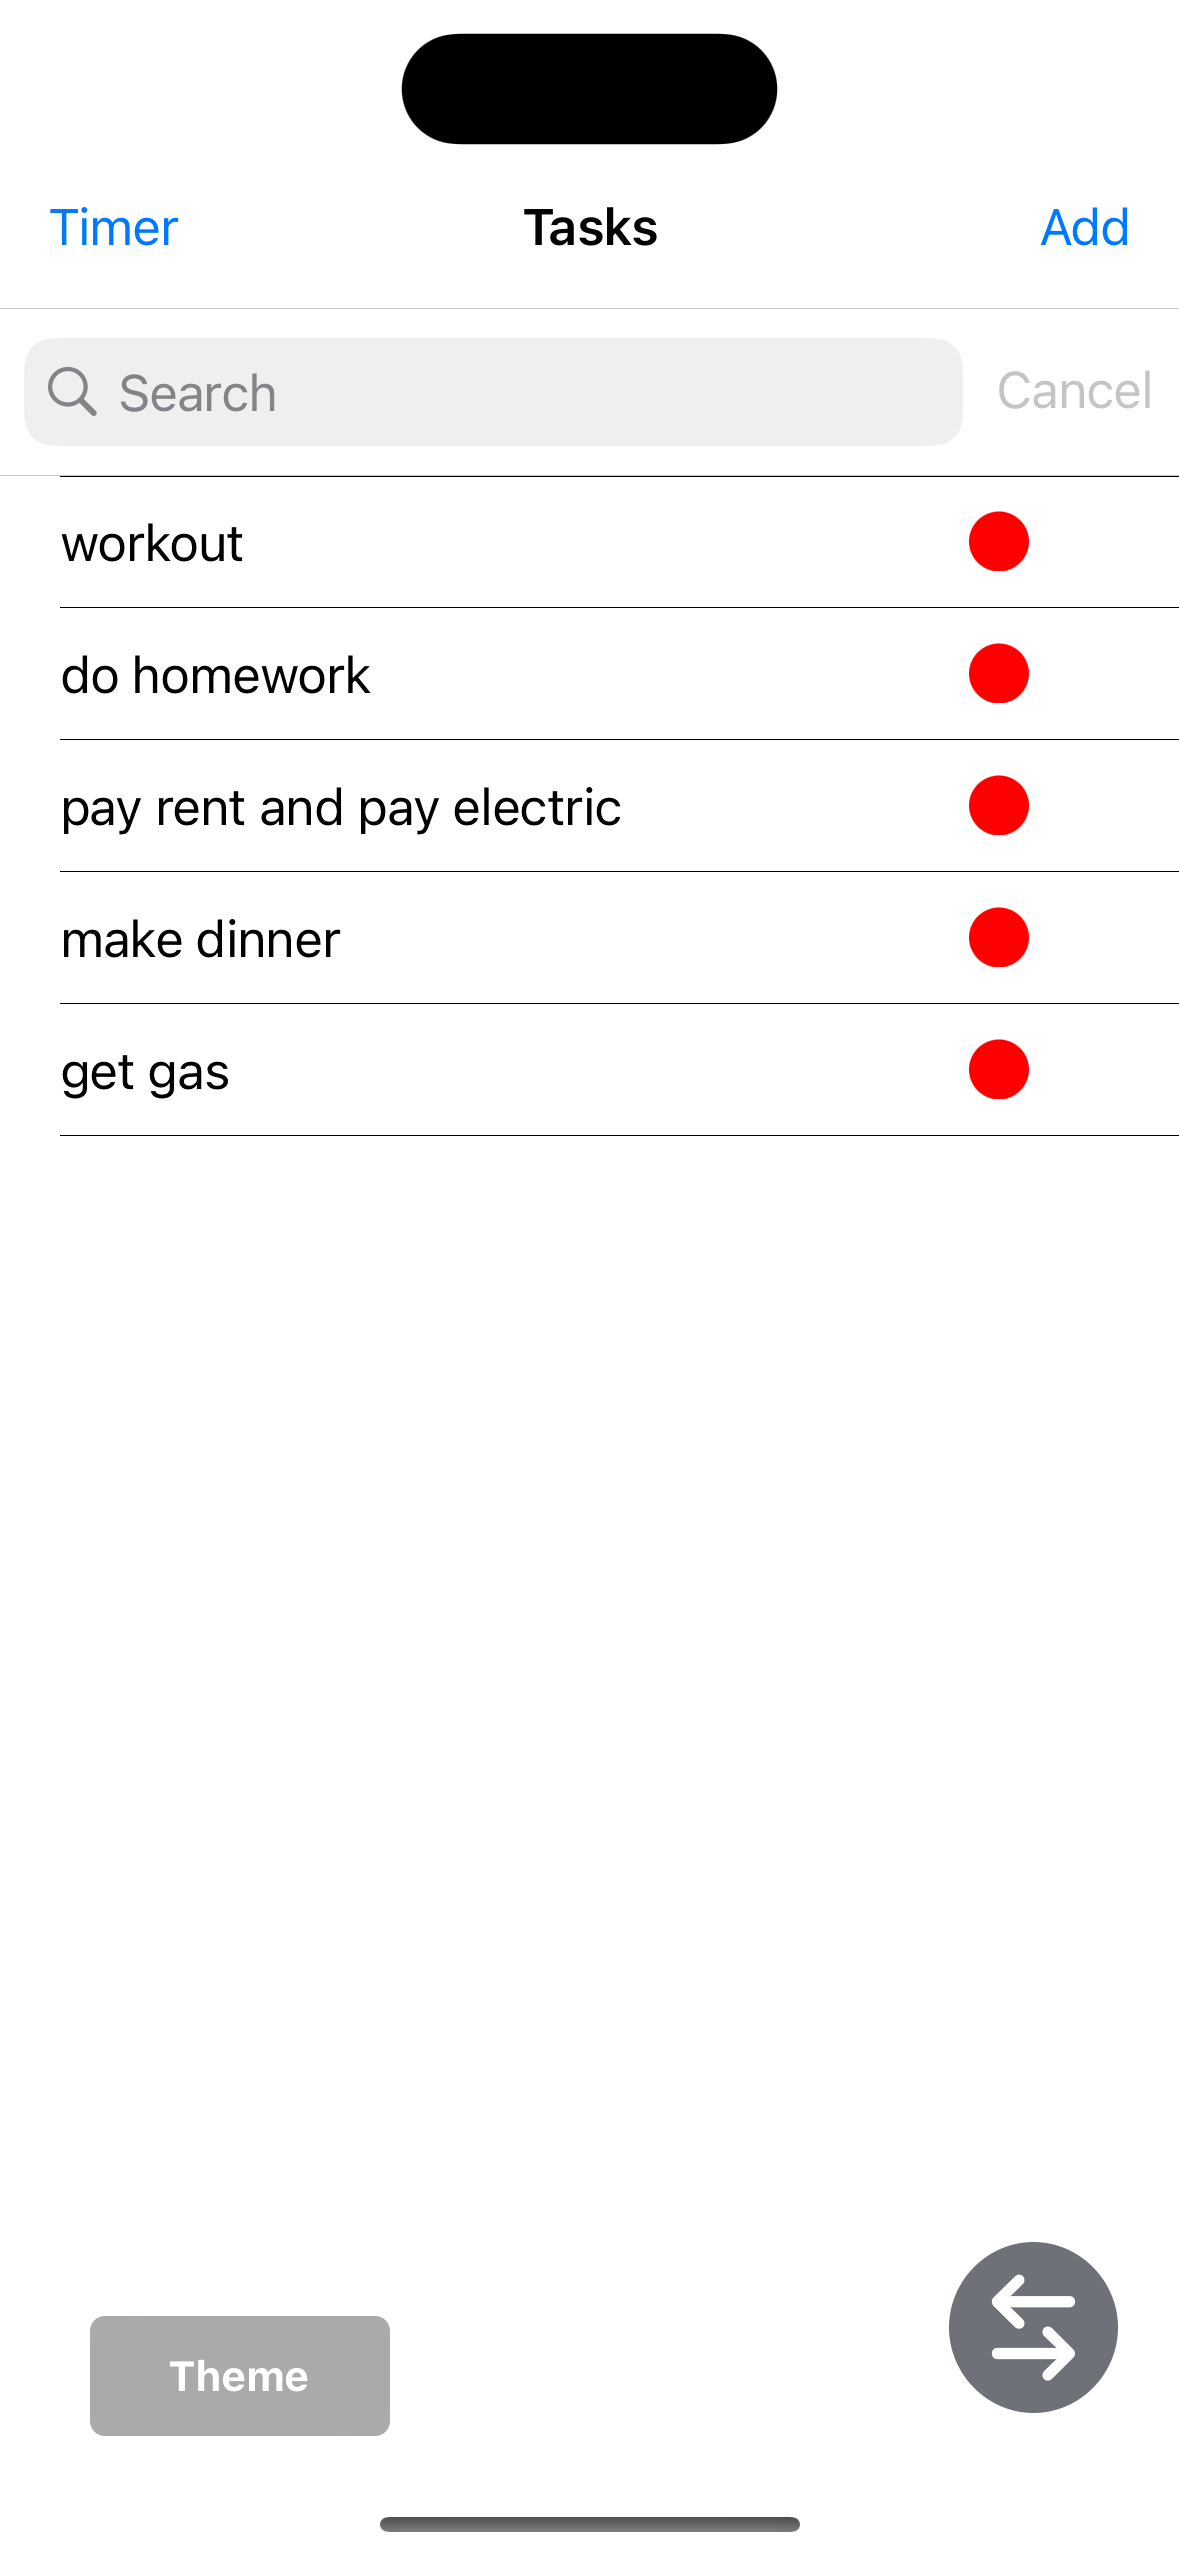 Timer Tasks Add
Search Cancel
workout
do homework
pay rent and pay electric
make dinner
get gas
Theme